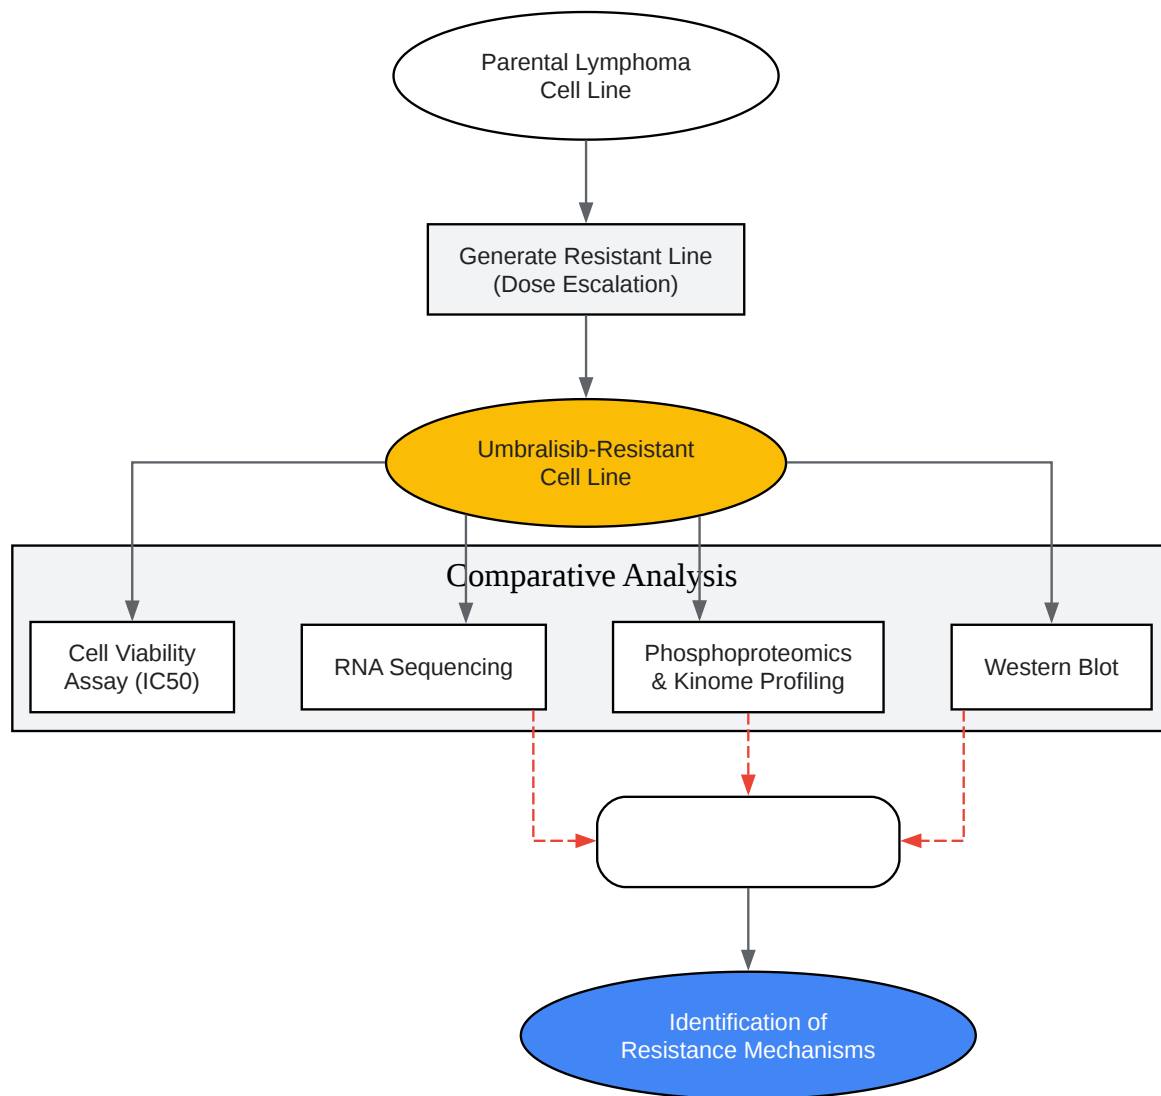 Parental Lymphoma
Cell Line
Generate Resistant Line
(Dose Escalation)
Umbralisib-Resistant
Cell Line
Comparative Analysis
Cell Viability
Assay (IC50)
RNA Sequencing
Phosphoproteomics
& Kinome Profiling
Western Blot
Identification of
Resistance Mechanisms